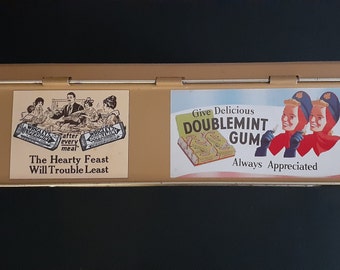 after
every
meal
The Hearty Feast
Will Trouble Least
Give Delicious
DOUBLEMINT
GUM
Always Appreciated